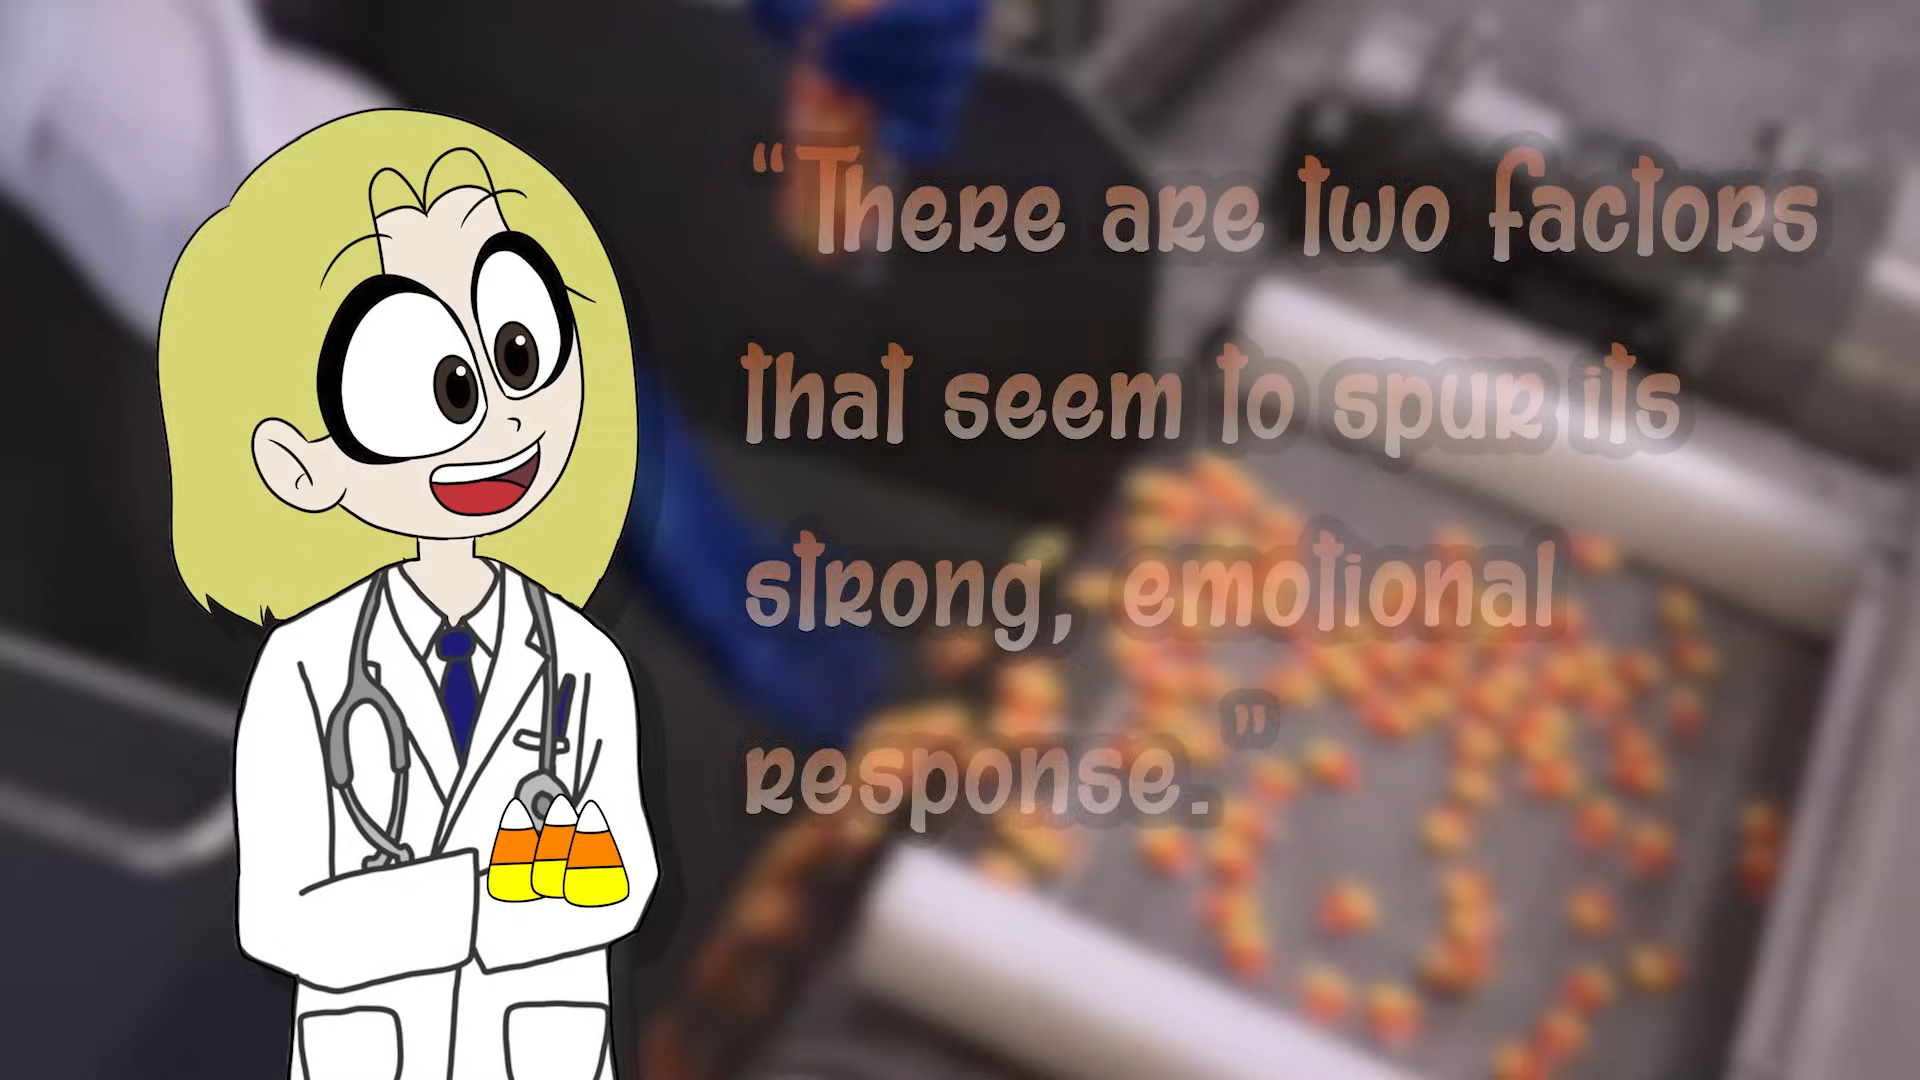 “There are two factors
that seem to spur its
strong, emotional
response.”